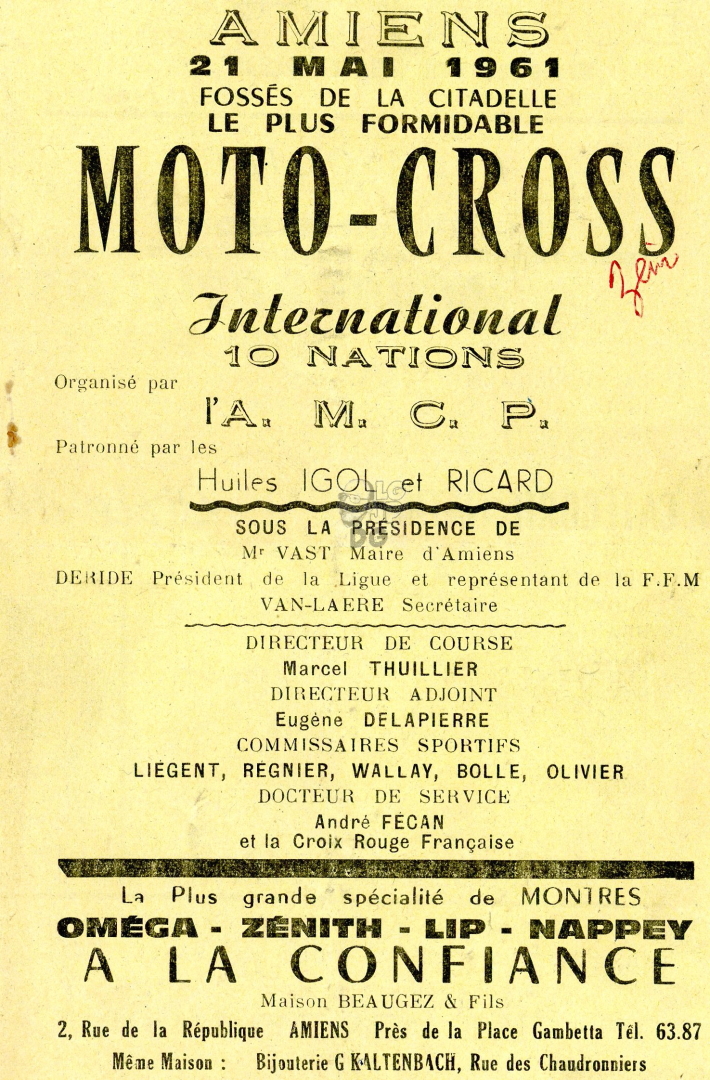 AMIENS
21 MAI 1961
FOSSÉS DE LA CITADELLE
LE PLUS FORMIDABLE
MOTO-CROSS
International
10 NATIONS
Organisé par
l'A. M. C. P.
Patronné par les
Huiles IGOL et RICARD
SOUS LA PRÉSIDENCE DE
Mr VAST Maire d'Amiens
DERIDE Président de la Ligue et représentant de la F.F.M
VAN-LAERE Secrétaire
DIRECTEUR DE COURSE
Marcel THUILLIER
DIRECTEUR ADJOINT
Eugène DELAPIERRE
COMMISSAIRES SPORTIFS
LIÉGENT, RÉGNIER, WALLAY, BOLLE, OLIVIER
DOCTEUR DE SERVICE
André FÉCAN
et la Croix Rouge Française
La Plus grande spécialité de MONTRES
OMÉGA - ZÉNITH - LIP - NAPPEY
A LA CONFIANCE
Maison BEAUGEZ & Fils
2, Rue de la République AMIENS Près de la Place Gambetta Tél. 63.87
Même Maison : Bijouterie G KALTENBACH, Rue des Chaudronniers